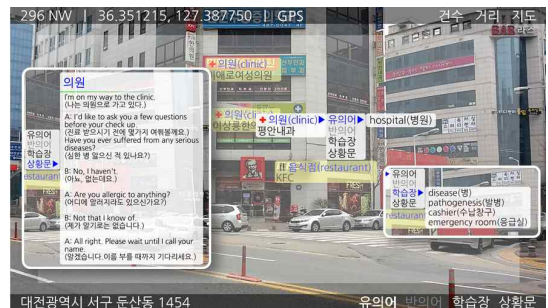 296 NW | 36.351215, 127.387750 | GPS
건수 거리 지도
BAR
의원(clinic)
미애로여성의원
의원(clinic)
이상룡한의
의원(clinic)▶ 유의어▶ hospital(병원)
평안내과
반의어
학습장
상황문
음식점(restaurant)
KFC
의원
I'm on my way to the clinic.
(나는 의원으로 가고 있다.)
A: I'd like to ask you a few questions
before your check up.
(진료 받으시기 전에 몇가지 여쭤볼께요.)
Have you ever suffered from any serious
diseases?
(심한 병 앓으신 적 있나요?)
B: No, I haven't.
(아뇨, 없는데요.)
A: Are you allergic to anything?
(어디에 알러지라도 있으신가요?)
B: Not that I know of.
(제가 알기로는 없습니다.)
A: All right. Please wait until I call your
name.
(알겠습니다.이름 부를 때까지 기다리세요.)
유의어
반의어
학습장
상황문▶
restaurant
유의어
반의어
학습장▶
상황문
restaurant
disease(병)
pathogenesis(발병)
cashier(수납창구)
emergency room(응급실)
대전광역시 서구 둔산동 1454
유의어 반의어 학습장 상황문